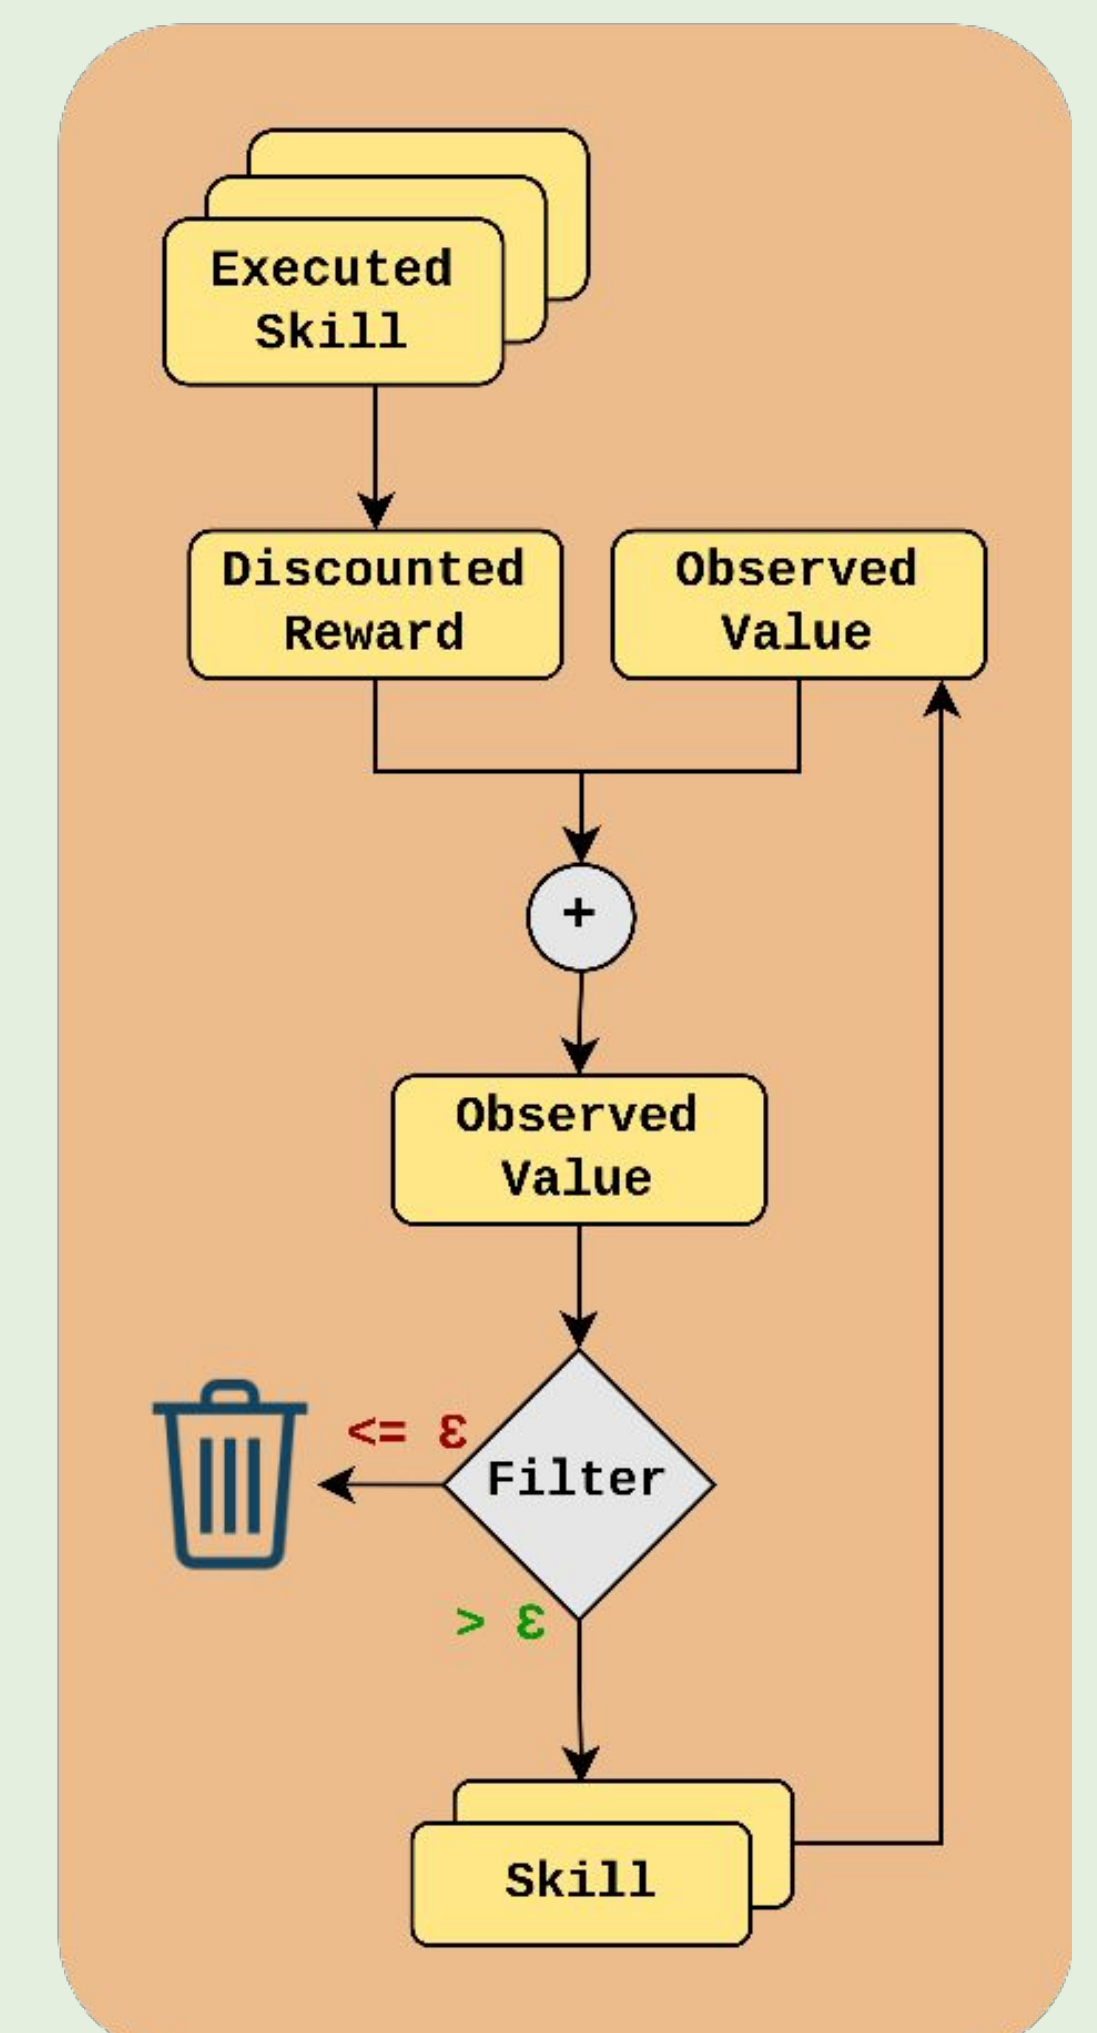 Executed
Skill
Discounted
Reward
Observed
Value
+
Observed
Value
<= ε
Filter
> ε
Skill